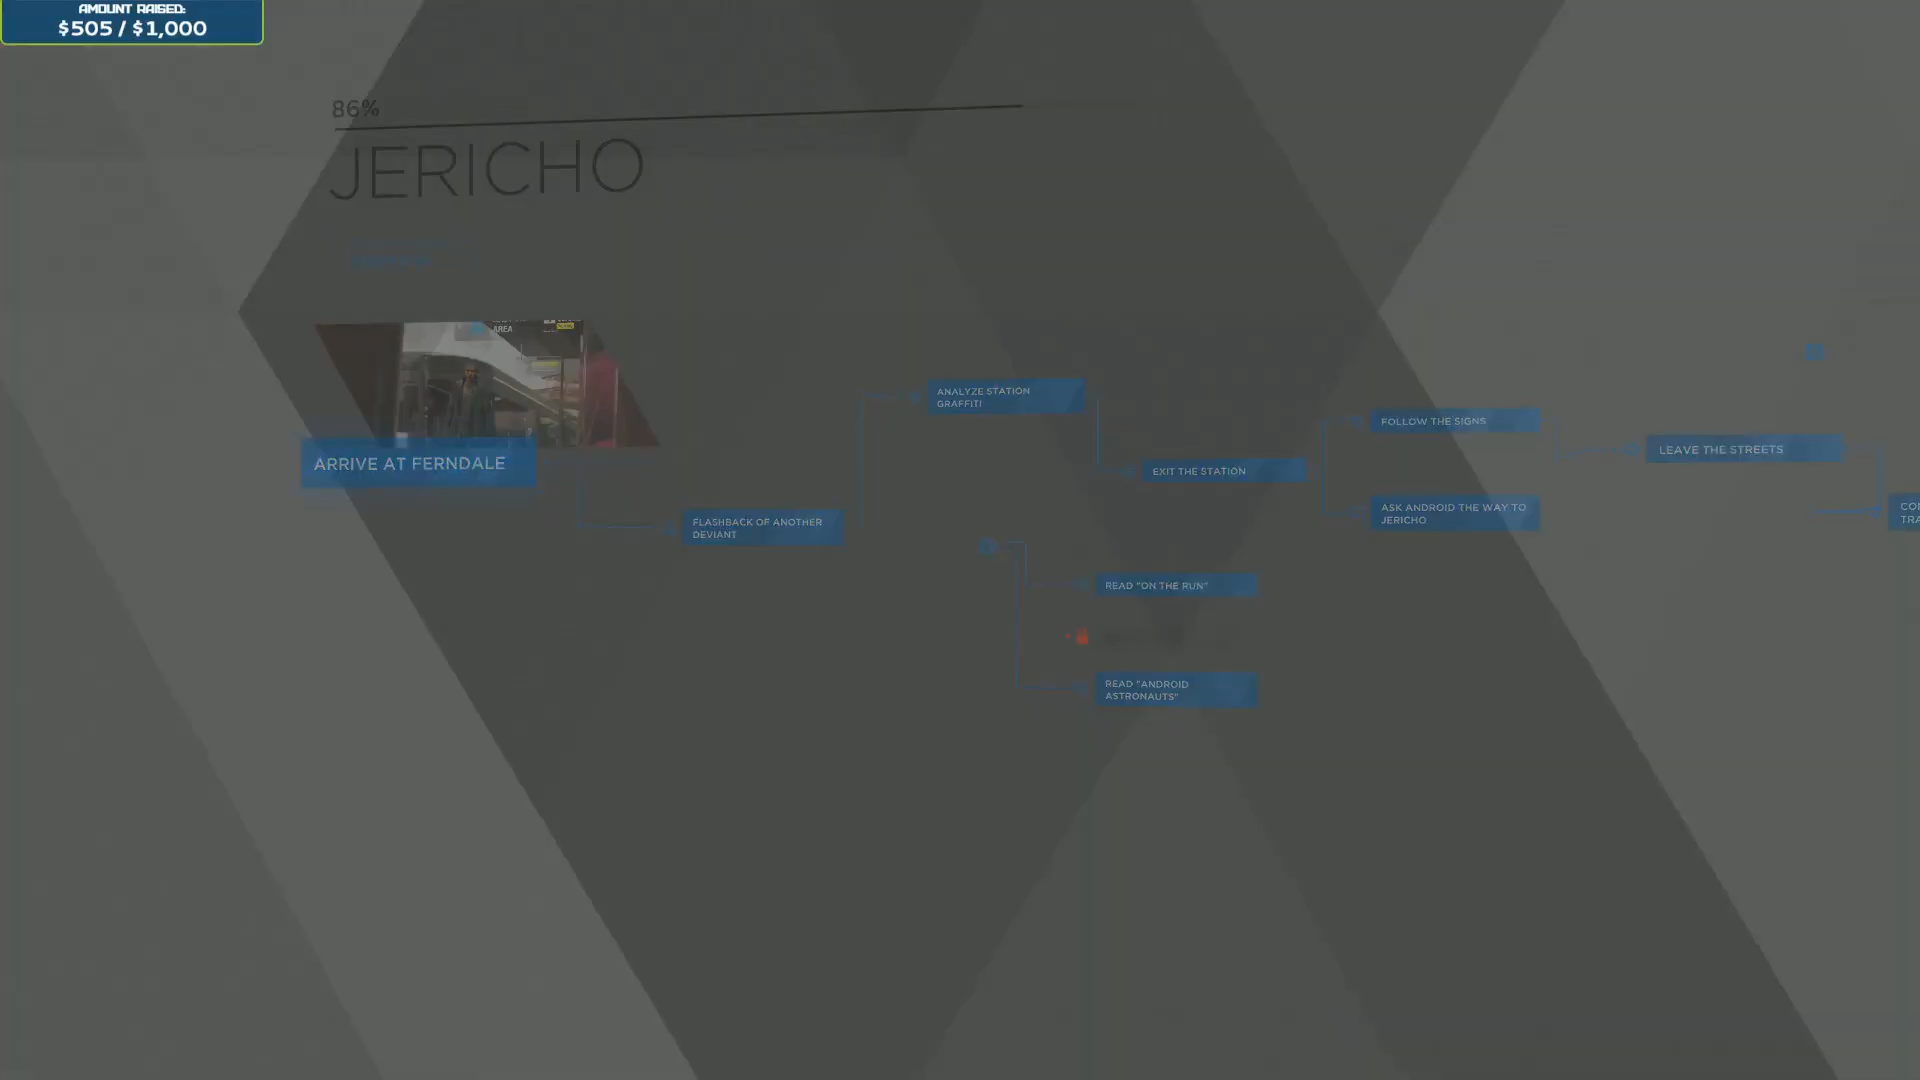 AMOUNT RAISED:
$505 / $1,000
86%
JERICHO
AREA
ARRIVE AT FERNDALE
FLASHBACK OF ANOTHER
DEVIANT
ANALYZE STATION
GRAFFITI
EXIT THE STATION
READ "ON THE RUN"
READ "ANDROID
ASTRONAUTS"
FOLLOW THE SIGNS
ASK ANDROID THE WAY TO
JERICHO
LEAVE THE STREETS